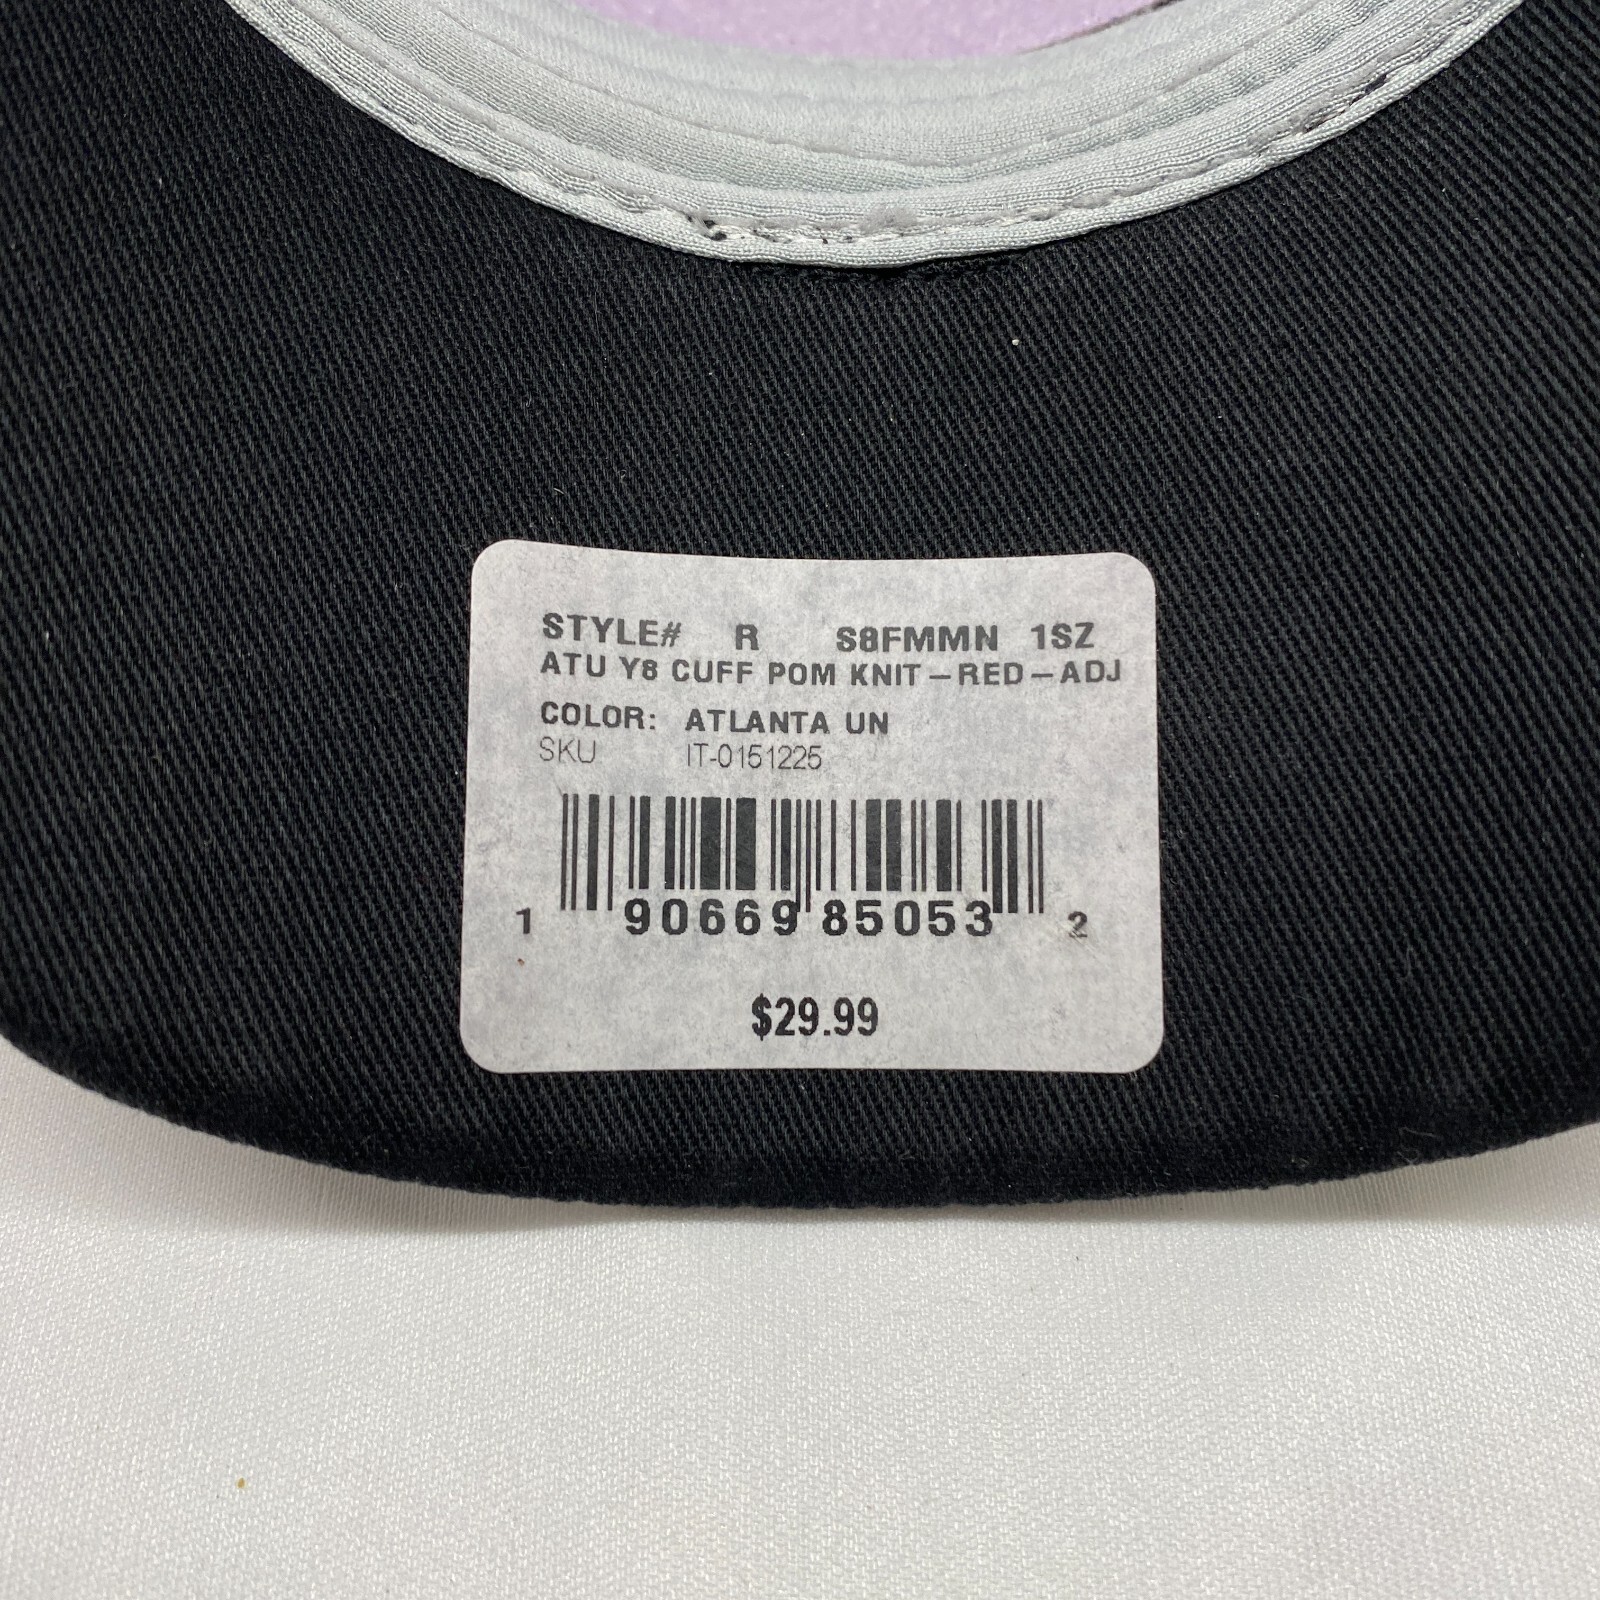 STYLE# R S8FMMN 1SZ
ATU Y8 CUFF POM KNIT-RED-ADJ
COLOR: ATLANTA UN
SKU IT-0151225
1 90669 85053 2
$29.99